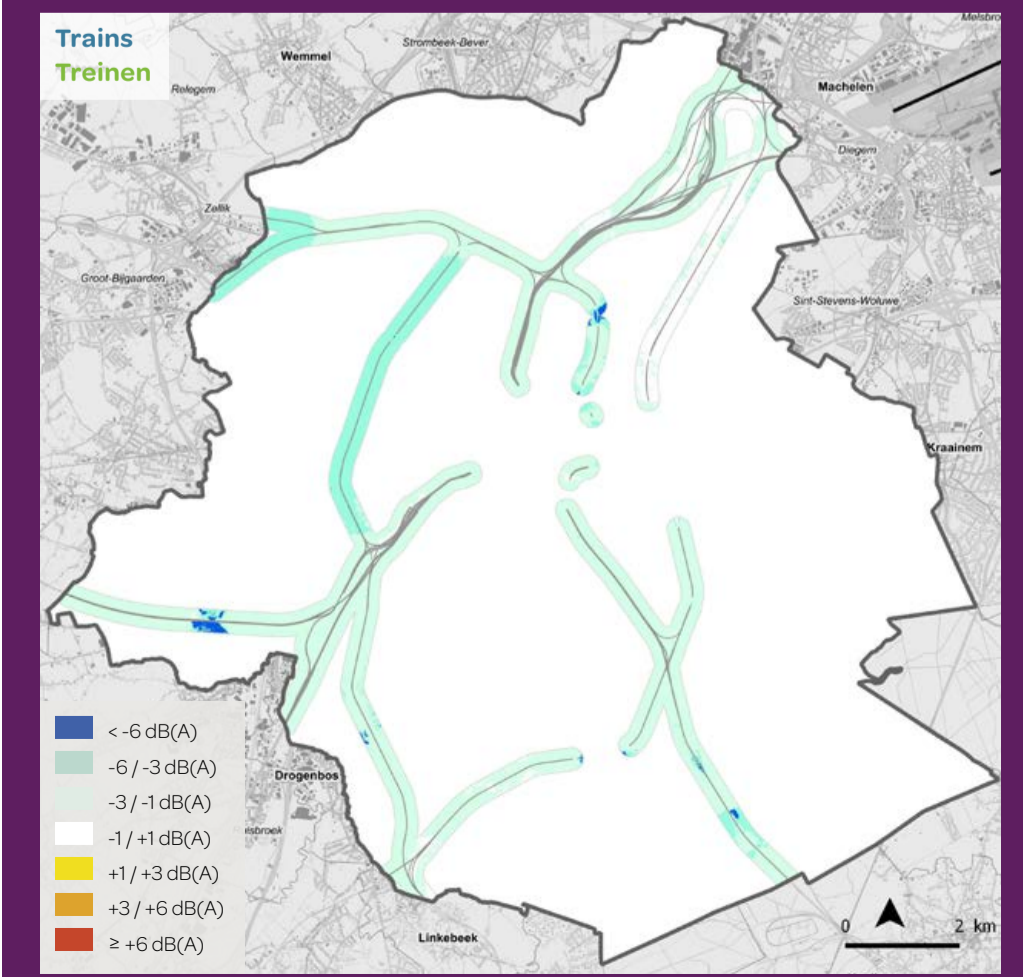 Trains
Treinen
Wemmel
Strombeek-Bever
Relegem
Machelen
Diegem
Zellik
Groot-Bijgaarden
Sint-Stevens-Woluwe
Kraainem
< -6 dB(A)
-6 / -3 dB(A)
-3 / -1 dB(A)
-1 / +1 dB(A)
+1 / +3 dB(A)
+3 / +6 dB(A)
≥ +6 dB(A)
Drogenbos
Linkebeek
0 2 km